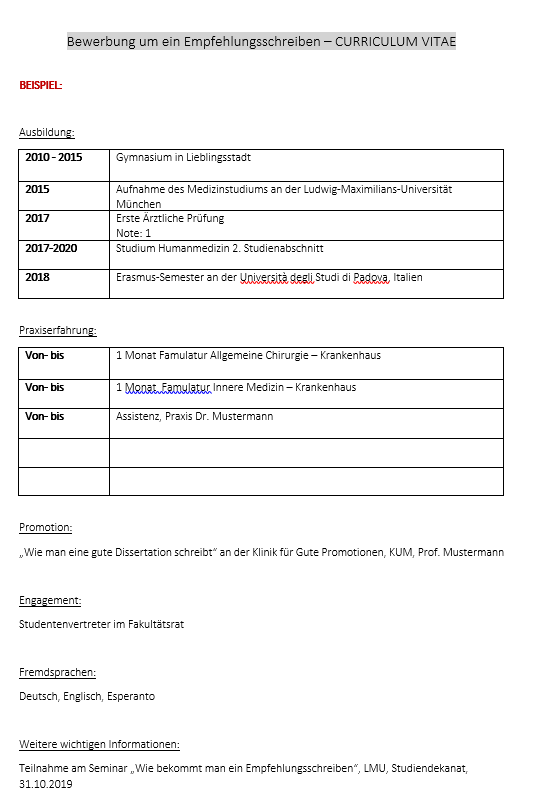 Bewerbung um ein Empfehlungsschreiben – CURRICULUM VITAE
BEISPIEL:
Ausbildung:
2010 - 2015 Gymnasium in Lieblingsstadt
2015 Aufnahme des Medizinstudiums an der Ludwig-Maximilians-Universität
München
2017 Erste Ärztliche Prüfung
Note: 1
2017-2020 Studium Humanmedizin 2. Studienabschnitt
2018 Erasmus-Semester an der Università degli Studi di Padova, Italien
Praxiserfahrung:
Von- bis 1 Monat Famulatur Allgemeine Chirurgie – Krankenhaus
Von- bis 1 Monat Famulatur Innere Medizin – Krankenhaus
Von- bis Assistenz, Praxis Dr. Mustermann
Promotion:
„Wie man eine gute Dissertation schreibt“ an der Klinik für Gute Promotionen, KUM, Prof. Mustermann
Engagement:
Studentenvertreter im Fakultätsrat
Fremdsprachen:
Deutsch, Englisch, Esperanto
Weitere wichtigen Informationen:
Teilnahme am Seminar „Wie bekommt man ein Empfehlungsschreiben“, LMU, Studiendekanat,
31.10.2019